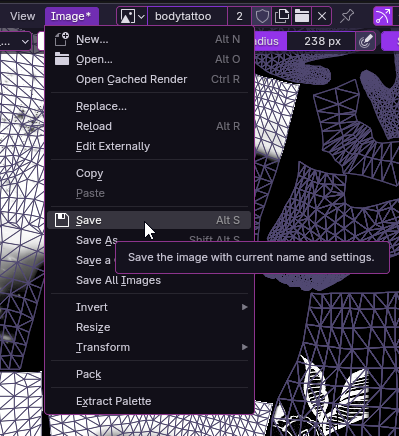 View Image* bodytattoo 2
... adius 238 px S
New... Alt N
Open... Alt O
Open Cached Render Ctrl R
Replace...
Reload Alt R
Edit Externally
Copy
Paste
Save Alt S
Save As Shift Alt S
Save a
Save the image with current name and settings.
Save All Images
Invert
Resize
Transform
Pack
Extract Palette